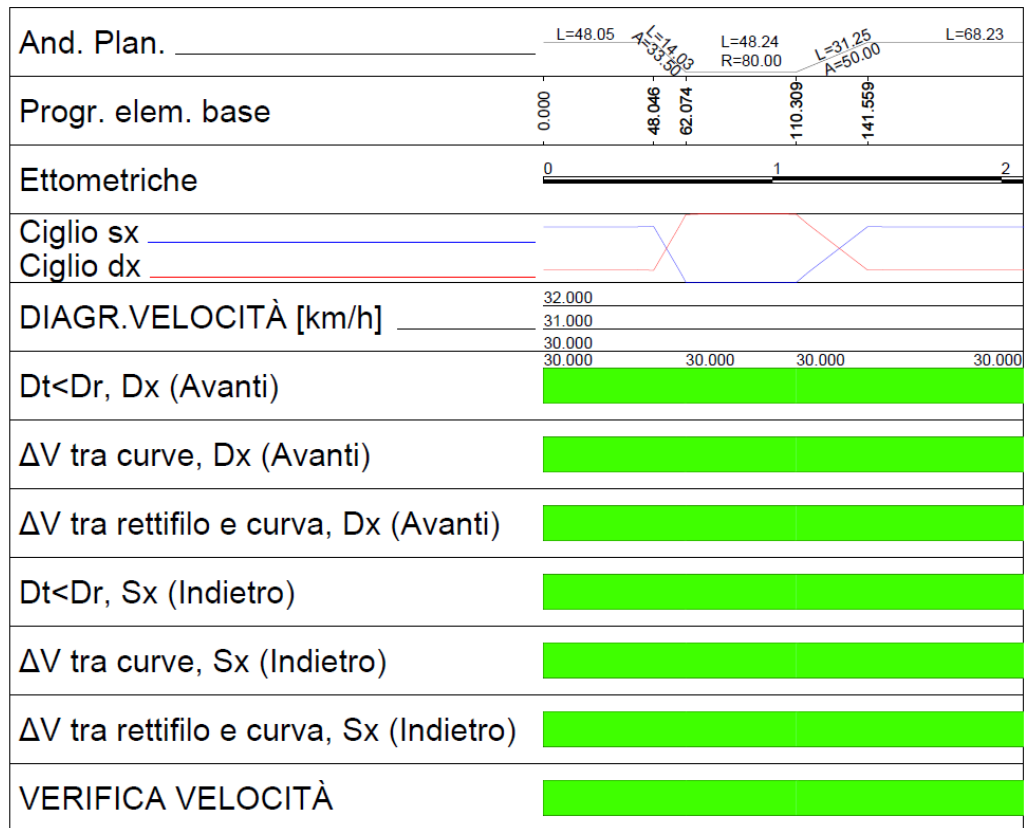 And. Plan.
L=48.05
L=14.03
A=33.50
L=48.24
R=80.00
L=31.25
A=50.00
L=68.23
Progr. elem. base
0.000
48.046
62.074
110.309
141.559
Ettometriche
0 1 2
Ciglio sx
Ciglio dx
DIAGR.VELOCITÀ [km/h]
32.000
31.000
30.000
30.000 30.000 30.000 30.000
Dt<Dr, Dx (Avanti)
ΔV tra curve, Dx (Avanti)
ΔV tra rettifilo e curva, Dx (Avanti)
Dt<Dr, Sx (Indietro)
ΔV tra curve, Sx (Indietro)
ΔV tra rettifilo e curva, Sx (Indietro)
VERIFICA VELOCITÀ